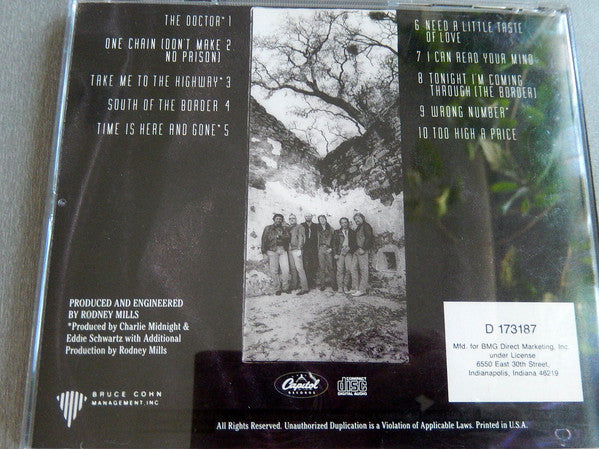 THE DOCTOR* 1
ONE CHAIN (DON'T MAKE 2
NO PRISON)
TAKE ME TO THE HIGHWAY* 3
SOUTH OF THE BORDER 4
TIME IS HERE AND GONE* 5
6 NEED A LITTLE TASTE
OF LOVE
7 I CAN READ YOUR MIND
8 TONIGHT I'M COMING
THROUGH (THE BORDER)
9 WRONG NUMBER*
10 TOO HIGH A PRICE
PRODUCED AND ENGINEERED
BY RODNEY MILLS
*Produced by Charlie Midnight &
Eddie Schwartz with Additional
Production by Rodney Mills
D 173187
Mfd. for BMG Direct Marketing, Inc.
under License
6550 East 30th Street,
Indianapolis, Indiana 46219
BRUCE COHN
MANAGEMENT, INC
Capitol
RECORDS
COMPACT
disc
DIGITAL AUDIO
All Rights Reserved. Unauthorized Duplication is a Violation of Applicable Laws. Printed in U.S.A.